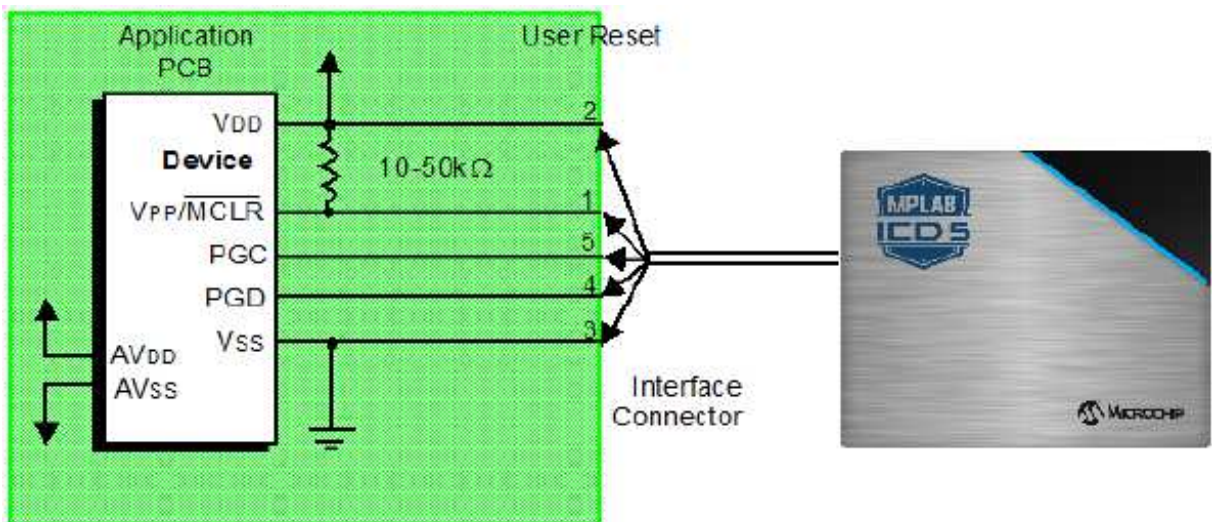 Application
PCB
User Reset
VDD
2
Device
10-50kΩ
VPP/MCLR
1
PGC
5
PGD
4
VSS
3
AVDD
AVSS
Interface
Connector
MPLAB
ICD 5
MICROCHIP